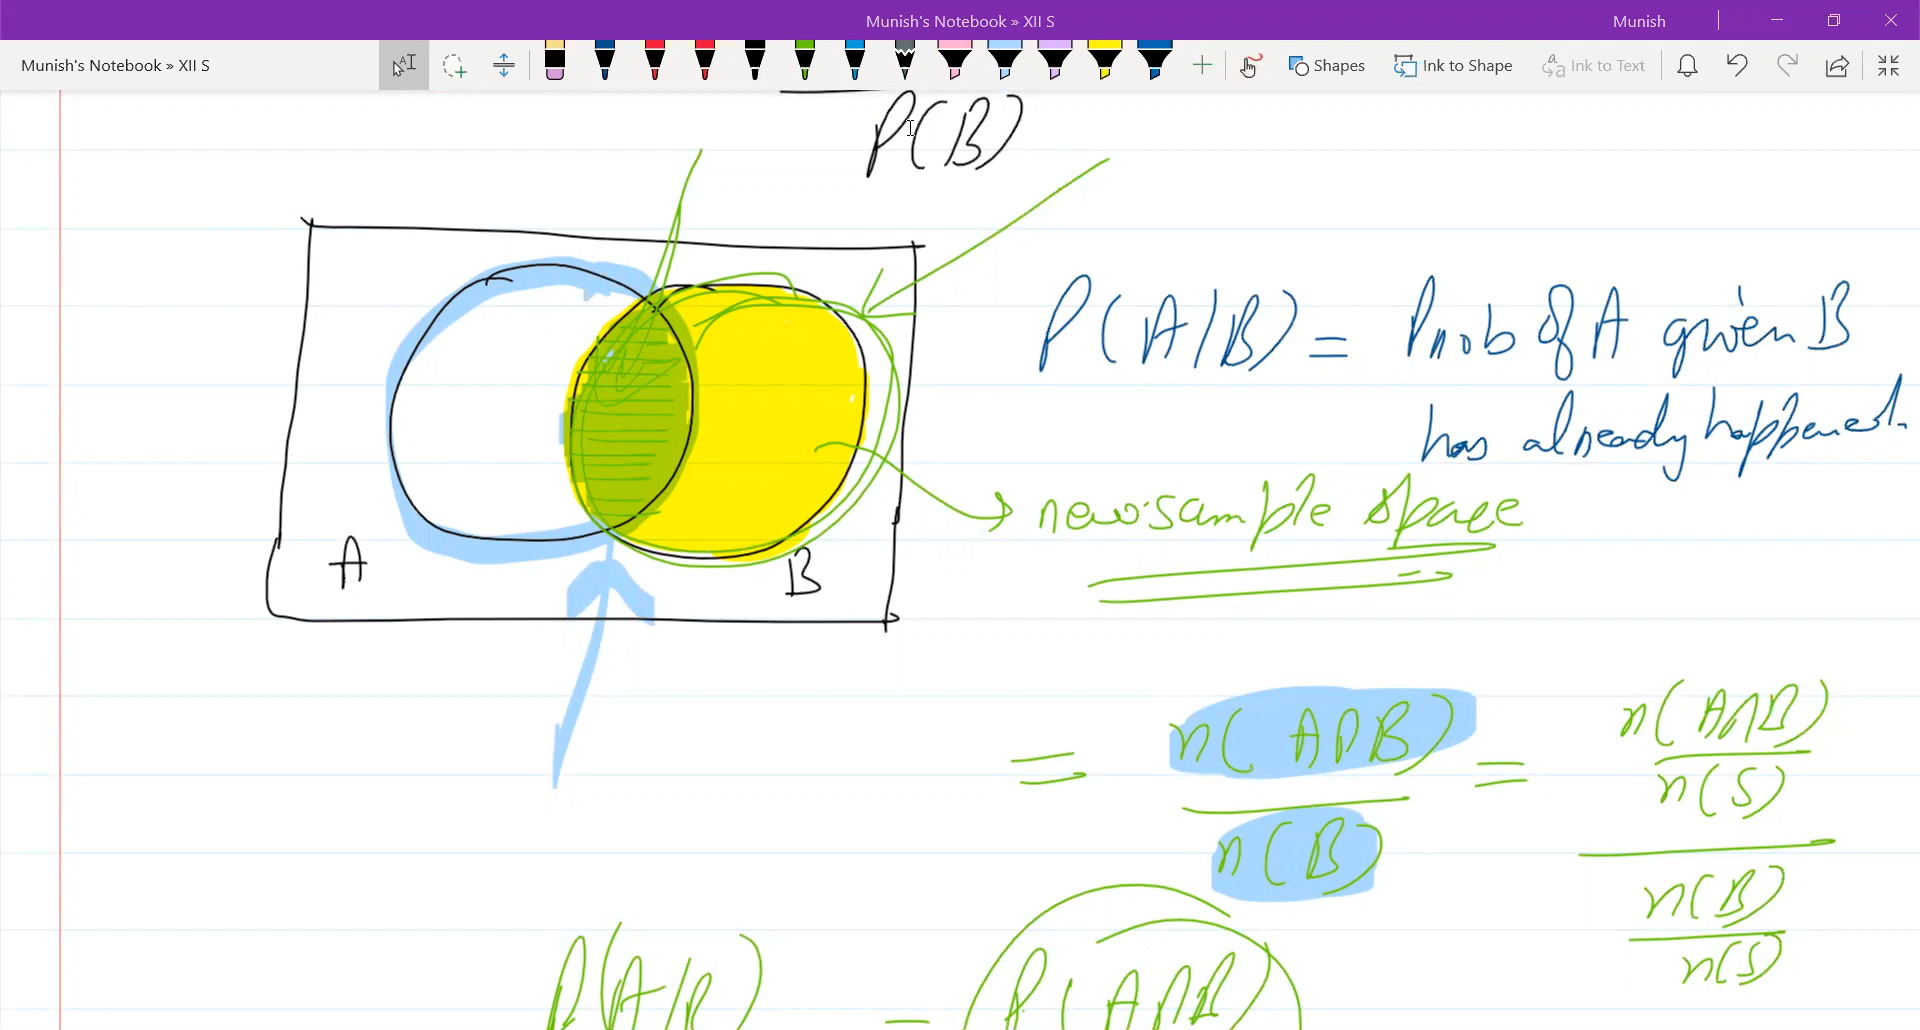 Munish's Notebook » XII S
Munish
Munish's Notebook » XII S
Shapes
Ink to Shape
Ink to Text
P(B)
P(A/B) = Prob of A given B
has already happened.
new sample space
A
B
= n(A∩B) / n(B) = n(A∩B)/n(S) / n(B)/n(S)
P(A/B) = P(A∩B)